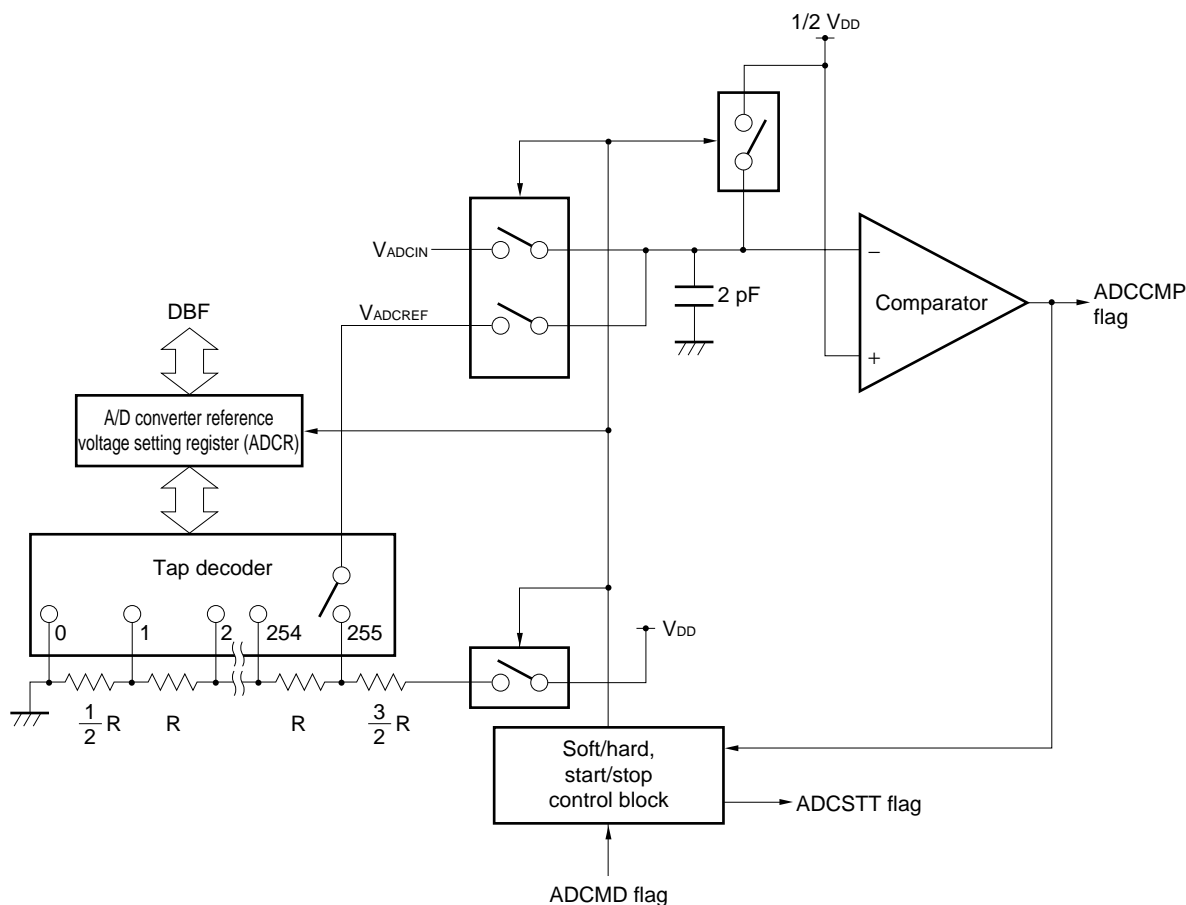 1/2 VDD
VADCIN
VADCREF
2 pF
−
+
Comparator
ADCCMP
flag
DBF
A/D converter reference
voltage setting register (ADCR)
Tap decoder
0 1 2 254 255
1/2 R R R 3/2 R
VDD
Soft/hard,
start/stop
control block
ADCSTT flag
ADCMD flag